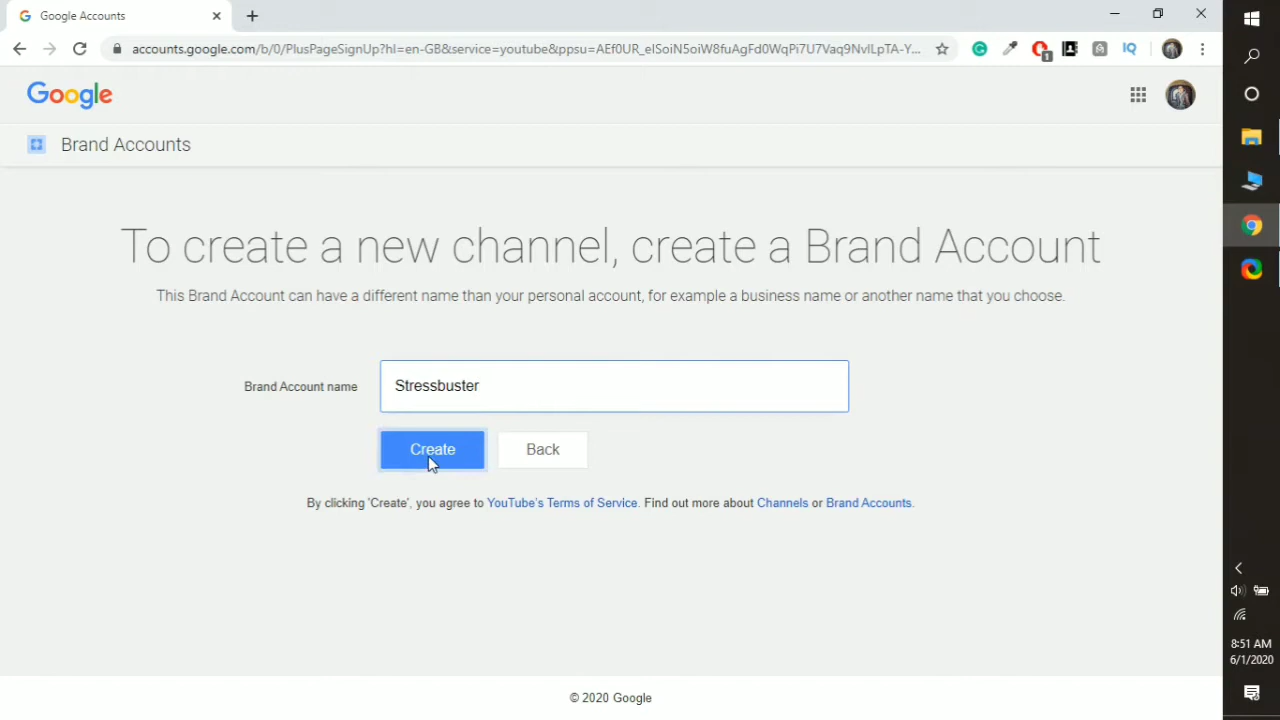 Google Accounts
accounts.google.com/b/0/PlusPageSignUp?hl=en-GB&service=youtube&ppsu=AEf0UR_elSoiN5oiW8fuAgFd0WqPi7U7Vaq9NvlLpTA-Y...
1
IQ
Google
Brand Accounts
To create a new channel, create a Brand Account
This Brand Account can have a different name than your personal account, for example a business name or another name that you choose.
Brand Account name
Stressbuster
Create
Back
By clicking 'Create', you agree to YouTube's Terms of Service. Find out more about Channels or Brand Accounts.
© 2020 Google
8:51 AM
6/1/2020